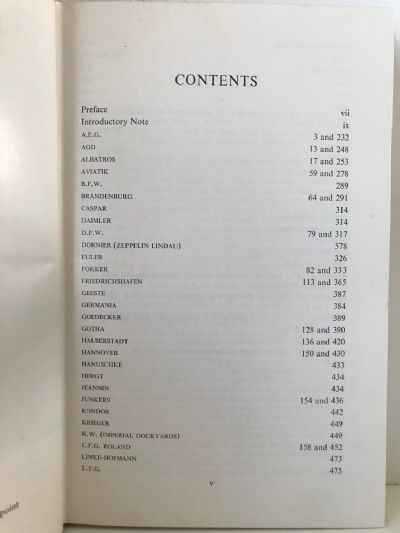 CONTENTS
Preface vii
Introductory Note ix
A.E.G. 3 and 232
AGO 13 and 248
ALBATROS 17 and 253
AVIATIK 59 and 278
B.F.W. 289
BRANDENBURG 64 and 291
CASPAR 314
DAIMLER 314
D.F.W. 79 and 317
DORNIER (ZEPPELIN LINDAU) 578
EULER 326
FOKKER 82 and 333
FRIEDRICHSHAFEN 113 and 365
GEESTE 387
GERMANIA 384
GOEDECKER 389
GOTHA 128 and 390
HALBERSTADT 136 and 420
HANNOVER 150 and 430
HANUSCHKE 433
HERGT 434
JEANNIN 434
JUNKERS 154 and 436
KONDOR 442
KRIEGER 449
K.W. (IMPERIAL DOCKYARDS) 449
L.F.G. ROLAND 158 and 452
LINKE-HOFMANN 473
L.F.G. 475
v
point